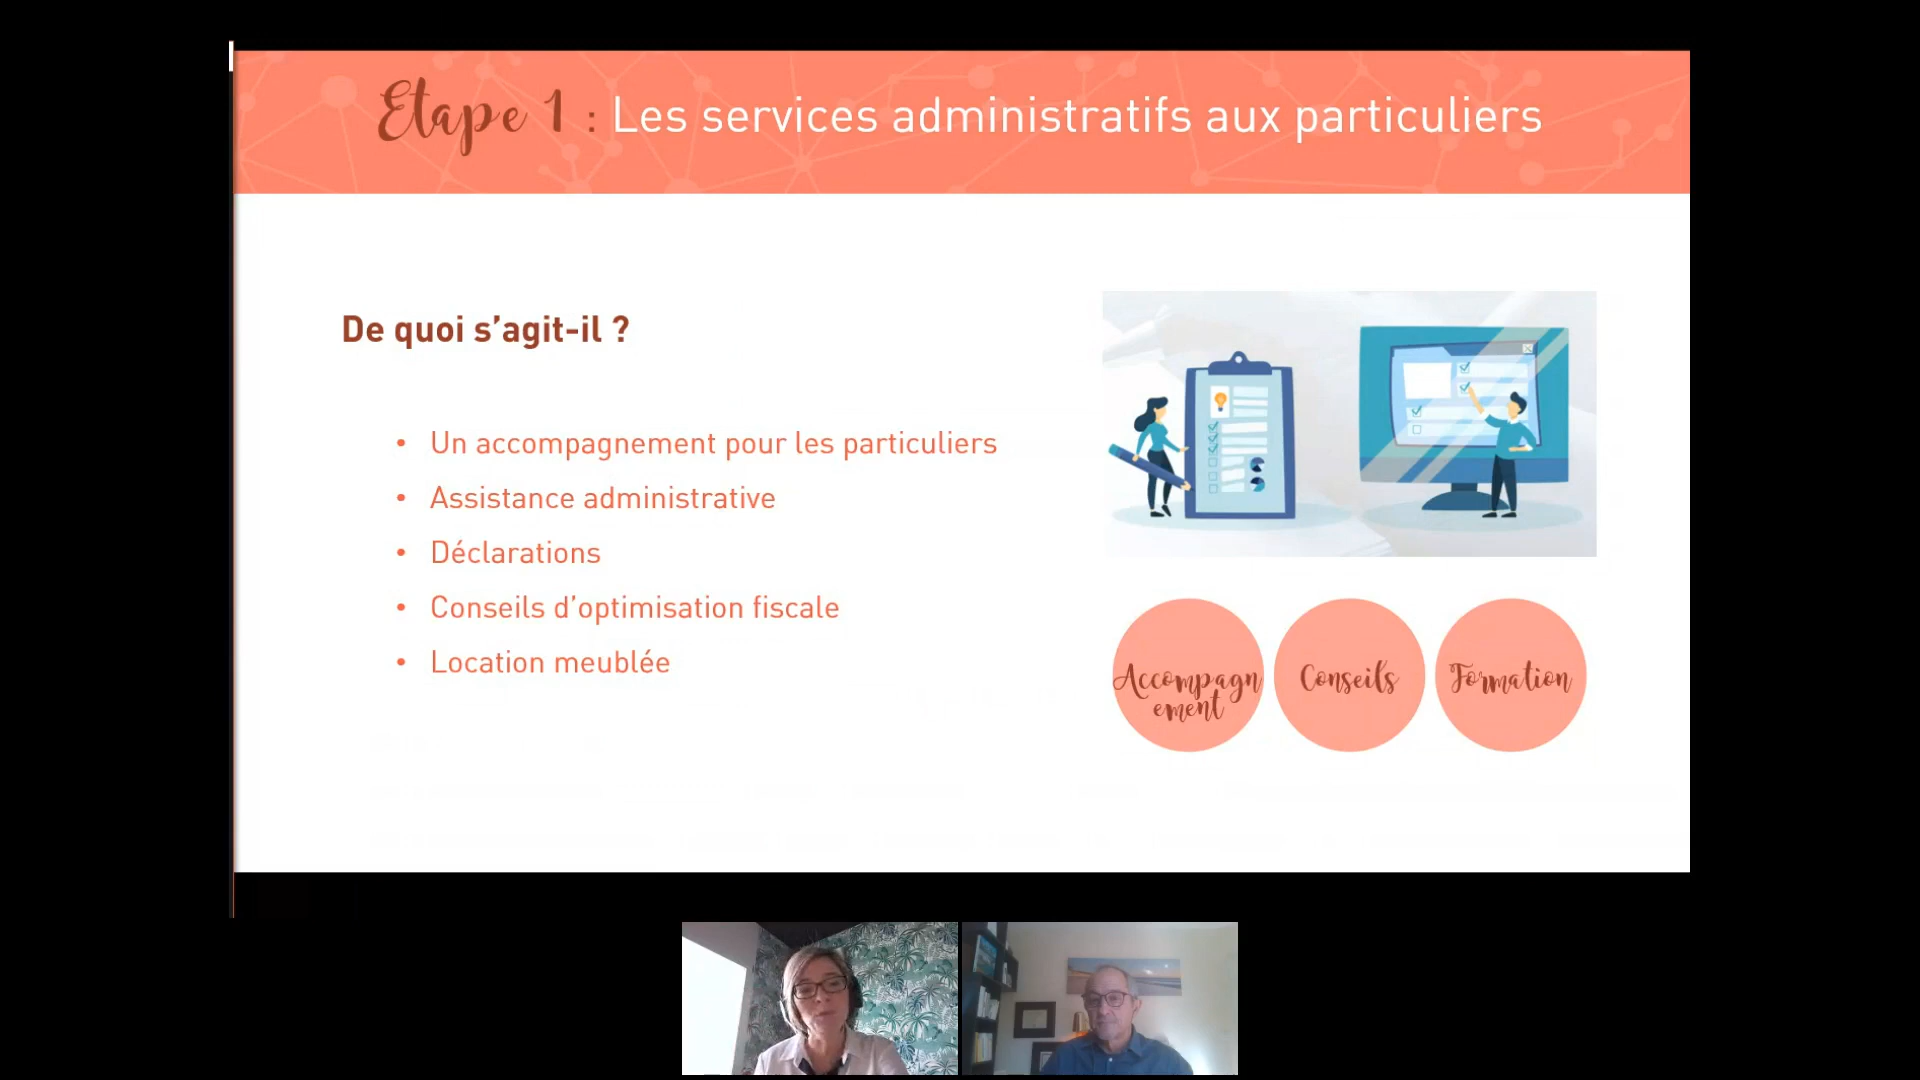 Etape 1 : Les services administratifs aux particuliers
De quoi s’agit-il ?
• Un accompagnement pour les particuliers
• Assistance administrative
• Déclarations
• Conseils d’optimisation fiscale
• Location meublée
Accompagn
ement
Conseils
Formation